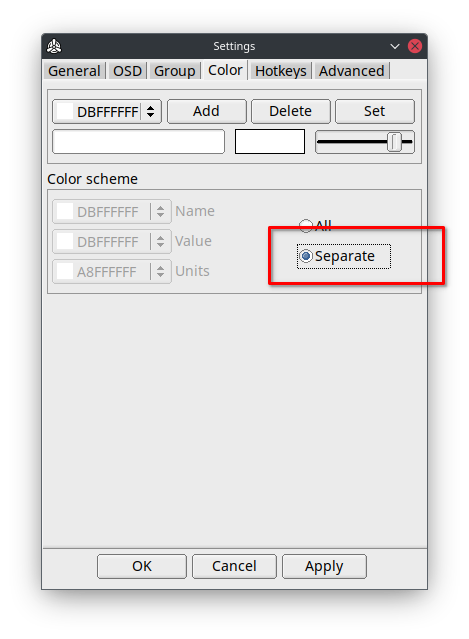 Settings
General OSD Group Color Hotkeys Advanced
DBFFFFFF Add Delete Set
Color scheme
DBFFFFFF Name
All
DBFFFFFF Value
Separate
A8FFFFFF Units
OK Cancel Apply